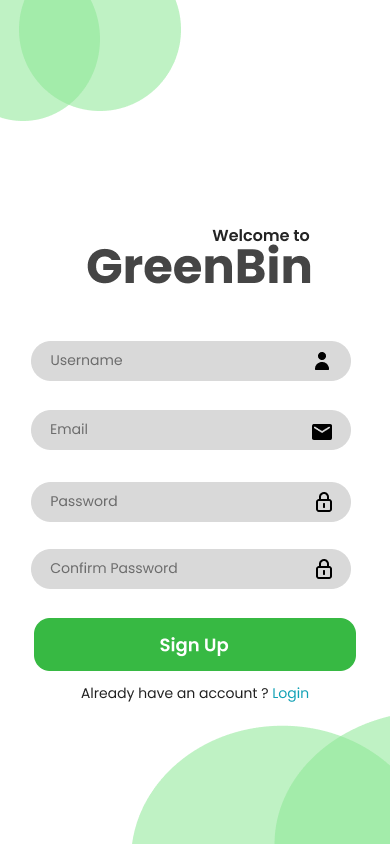 Welcome to
GreenBin
Username
Email
Password
Confirm Password
Sign Up
Already have an account ? Login